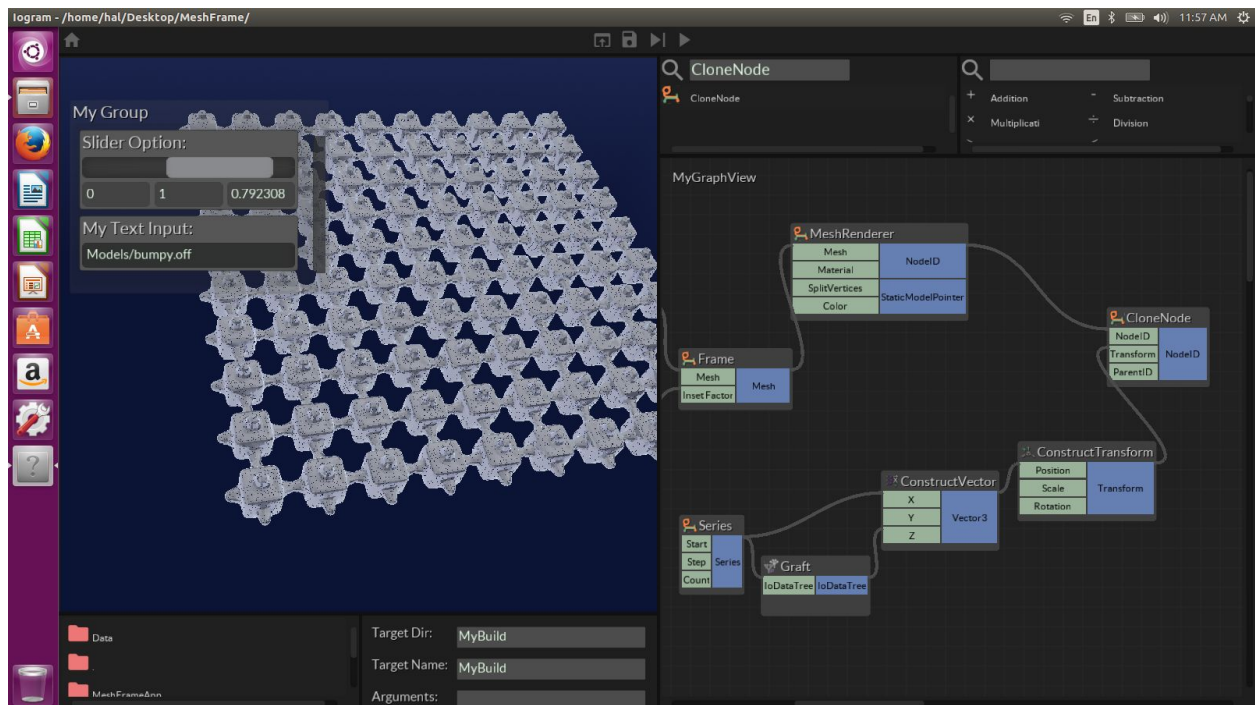 Iogram - /home/hal/Desktop/MeshFrame/
En
11:57 AM
My Group
Slider Option:
0 1 0.792308
My Text Input:
Models/bumpy.off
CloneNode
CloneNode
+ Addition - Subtraction
× Multiplicati ÷ Division
MyGraphView
MeshRenderer
Mesh
Material
SplitVertices
Color
NodeID
StaticModelPointer
Frame
Mesh
Inset Factor
Mesh
CloneNode
NodeID
Transform
ParentID
NodeID
ConstructTransform
Position
Scale
Rotation
Transform
ConstructVector
X
Y
Z
Vector3
Series
Start
Step
Count
Series
Graft
IoDataTree IoDataTree
Data
.
MeshFrameApp
Target Dir: MyBuild
Target Name: MyBuild
Arguments: